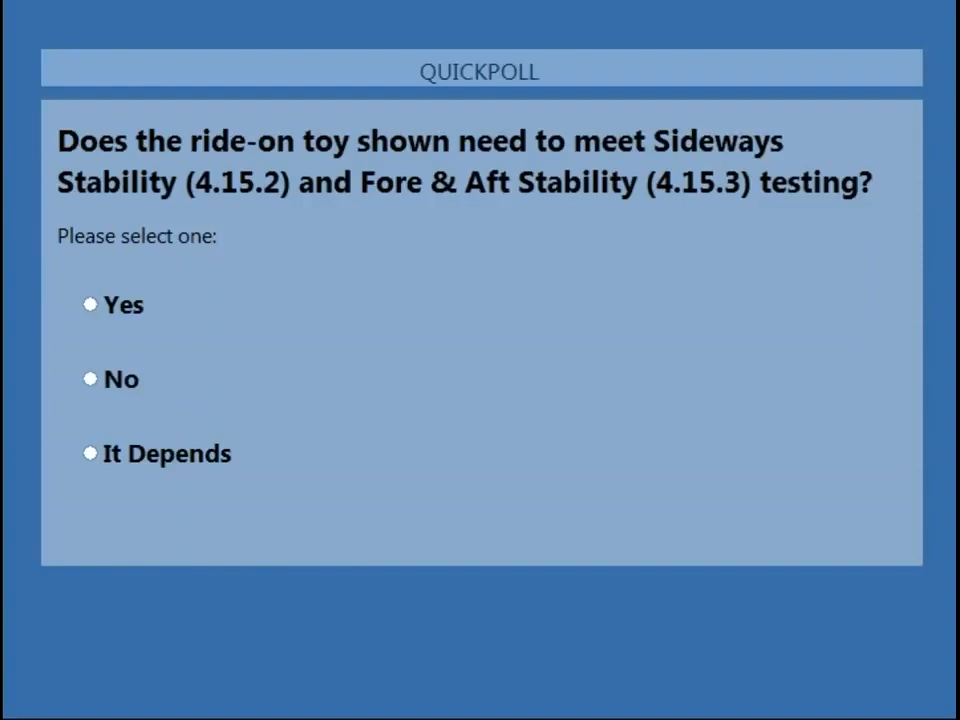 QUICKPOLL
Does the ride-on toy shown need to meet Sideways
Stability (4.15.2) and Fore & Aft Stability (4.15.3) testing?
Please select one:
Yes
No
It Depends